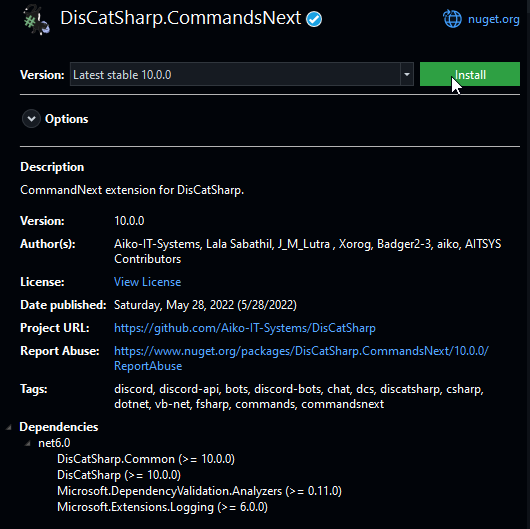 DisCatSharp.CommandsNext
nuget.org
Version:
Latest stable 10.0.0
Install
Options
Description
CommandNext extension for DisCatSharp.
Version: 10.0.0
Author(s): Aiko-IT-Systems, Lala Sabathil, J_M_Lutra , Xorog, Badger2-3, aiko, AITSYS
Contributors
License: View License
Date published: Saturday, May 28, 2022 (5/28/2022)
Project URL: https://github.com/Aiko-IT-Systems/DisCatSharp
Report Abuse: https://www.nuget.org/packages/DisCatSharp.CommandsNext/10.0.0/
ReportAbuse
Tags: discord, discord-api, bots, discord-bots, chat, dcs, discatsharp, csharp,
dotnet, vb-net, fsharp, commands, commandsnext
Dependencies
net6.0
DisCatSharp.Common (>= 10.0.0)
DisCatSharp (>= 10.0.0)
Microsoft.DependencyValidation.Analyzers (>= 0.11.0)
Microsoft.Extensions.Logging (>= 6.0.0)